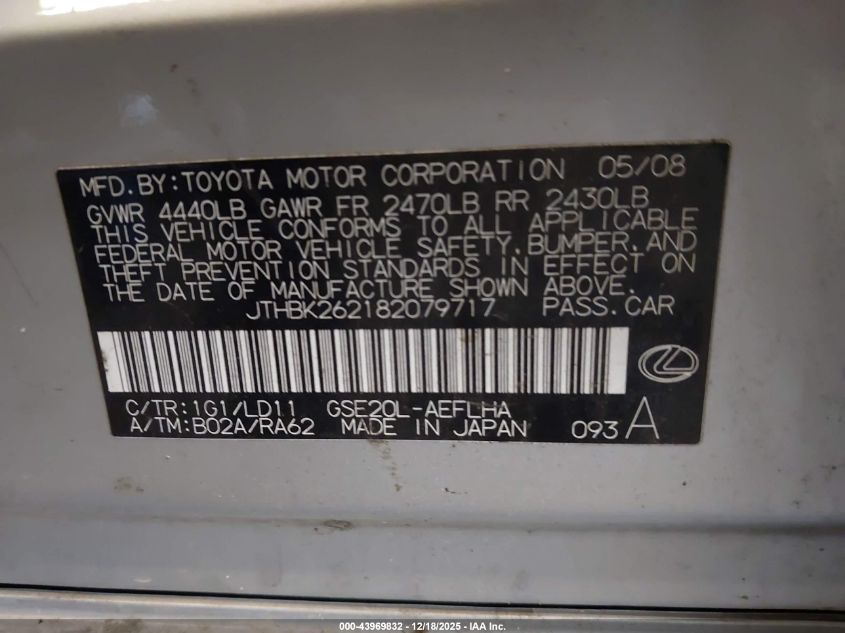 MFD.BY:TOYOTA MOTOR CORPORATION 05/08
GVWR 4440LB GAWR FR 2470LB RR 2430LB
THIS VEHICLE CONFORMS TO ALL APPLICABLE
FEDERAL MOTOR VEHICLE SAFETY,BUMPER,AND
THEFT PREVENTION STANDARDS IN EFFECT ON
THE DATE OF MANUFACTURE SHOWN ABOVE.
JTHBK262182079717 PASS.CAR
C/TR:1G1/LD11 GSE20L-AEFLHA
A/TM:B02A/RA62 MADE IN JAPAN 093 A
000-43969832 - 12/18/2025 - IAA Inc.